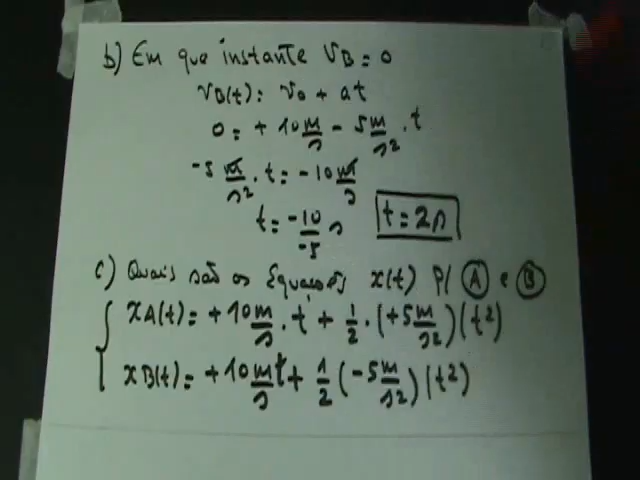 b) Em que instante VB = 0
VB(t) = V0 + at
0 = + 10 m/s - 5 m/s² . t
-5 m/s² . t = -10 m/s
t = -10/-5 s t = 2s
c) Quais são as Equações x(t) P/ A e B
xA(t) = +10 m/s . t + 1/2 . (+5 m/s²) (t²)
xB(t) = +10 m/s t + 1/2 (-5 m/s²) (t²)